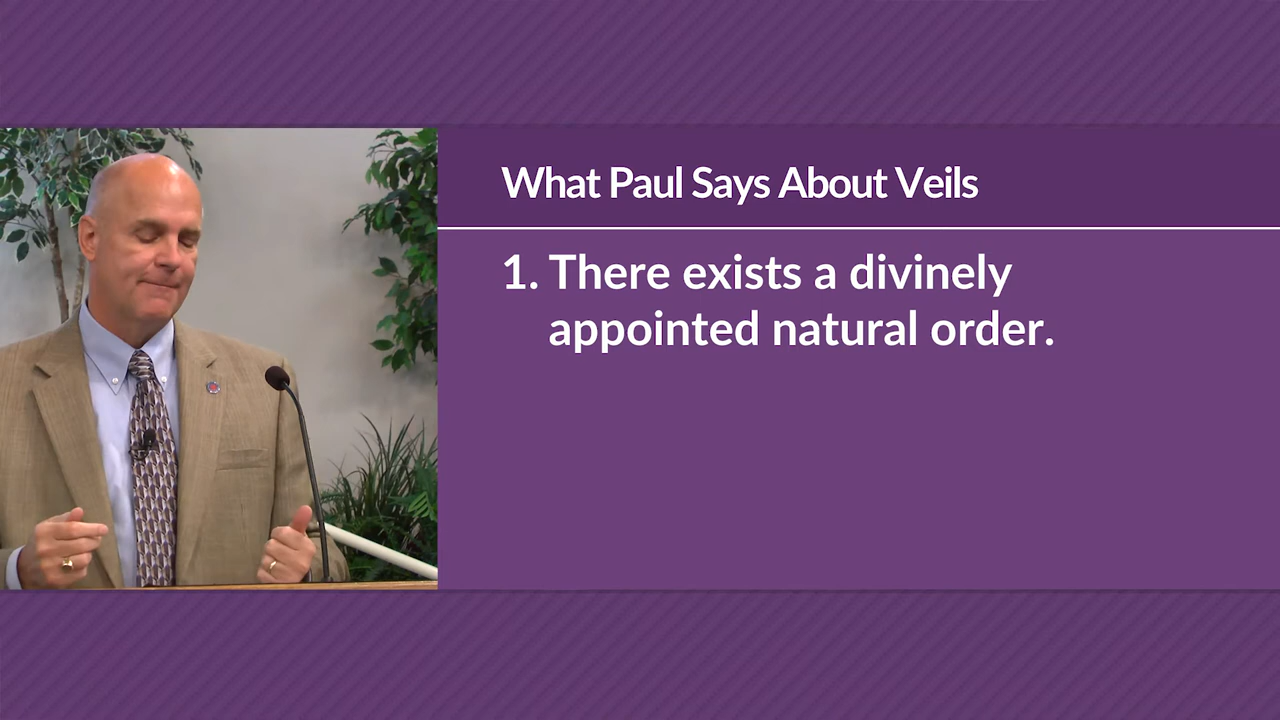 What Paul Says About Veils
1. There exists a divinely
appointed natural order.